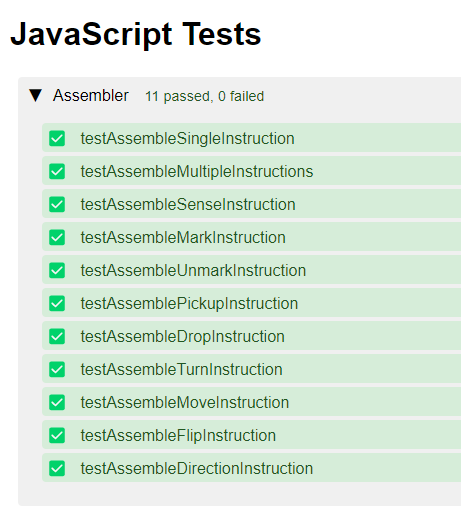 JavaScript Tests
▼ Assembler 11 passed, 0 failed
testAssembleSingleInstruction
testAssembleMultipleInstructions
testAssembleSenseInstruction
testAssembleMarkInstruction
testAssembleUnmarkInstruction
testAssemblePickupInstruction
testAssembleDropInstruction
testAssembleTurnInstruction
testAssembleMoveInstruction
testAssembleFlipInstruction
testAssembleDirectionInstruction